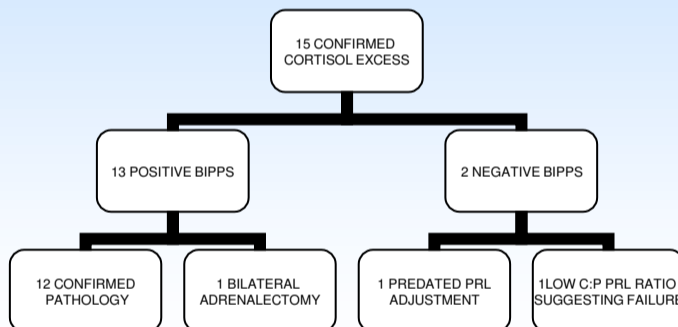 15 CONFIRMED
CORTISOL EXCESS
13 POSITIVE BIPPS
2 NEGATIVE BIPPS
12 CONFIRMED
PATHOLOGY
1 BILATERAL
ADRENALECTOMY
1 PREDATED PRL
ADJUSTMENT
1LOW C:P PRL RATIO
SUGGESTING FAILURE